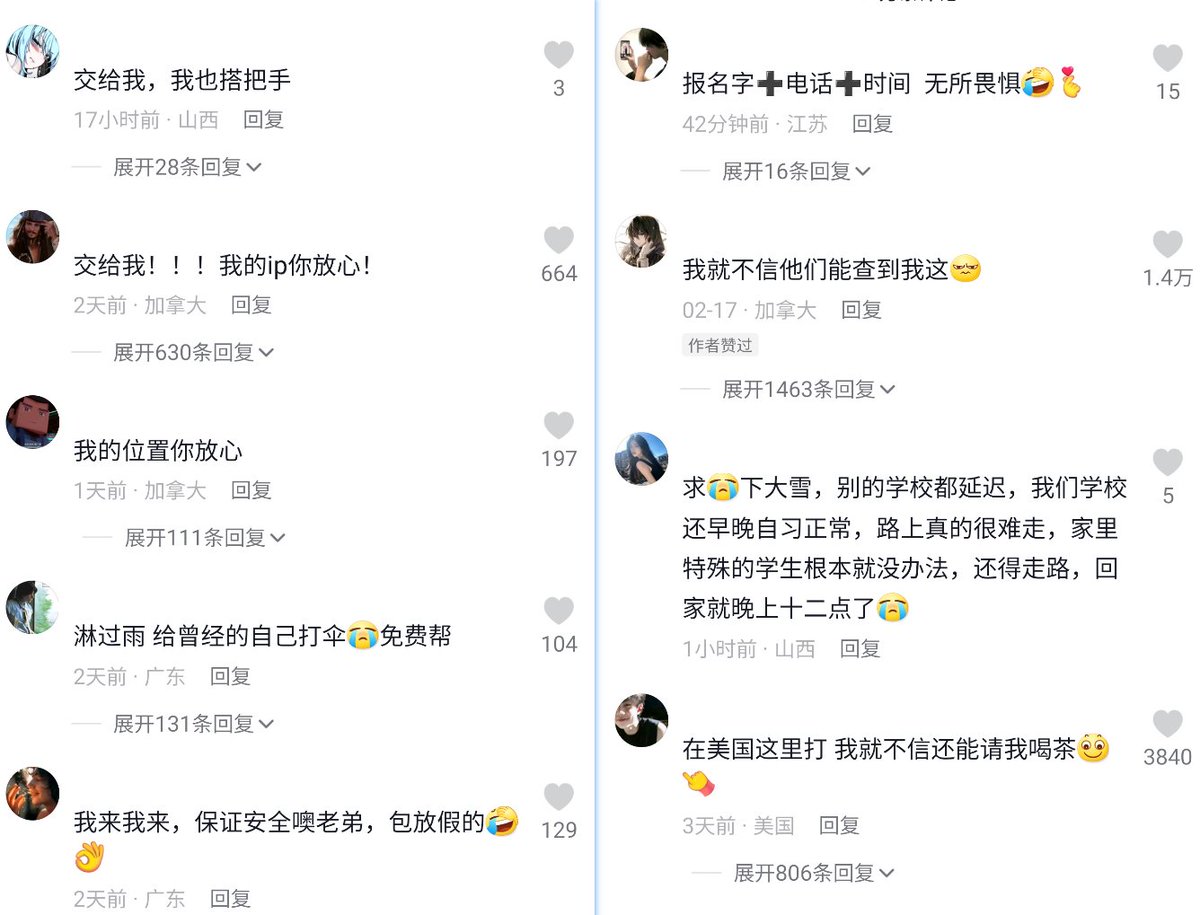 交给我，我也搭把手
3
17小时前 · 山西 回复
展开28条回复
交给我！！！我的ip你放心！
664
2天前 · 加拿大 回复
展开630条回复
我的位置你放心
197
1天前 · 加拿大 回复
展开111条回复
淋过雨 给曾经的自己打伞😭免费帮
104
2天前 · 广东 回复
展开131条回复
我来我来，保证安全噢老弟，包放假的🤣
👌
129
2天前 · 广东 回复
报名字➕电话➕时间 无所畏惧🤣🫰
15
42分钟前 · 江苏 回复
展开16条回复
我就不信他们能查到我这
1.4万
02-17 · 加拿大 回复
作者赞过
展开1463条回复
求😭下大雪，别的学校都延迟，我们学校
还早晚自习正常，路上真的很难走，家里
特殊的学生根本就没办法，还得走路，回
家就晚上十二点了😭
5
1小时前 · 山西 回复
在美国这里打 我就不信还能请我喝茶
👈
3840
3天前 · 美国 回复
展开806条回复